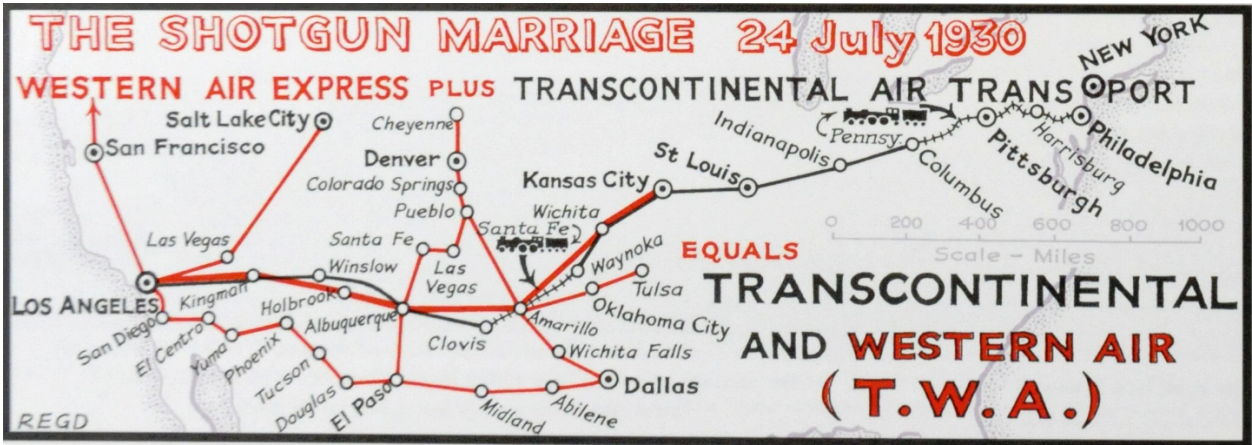 THE SHOTGUN MARRIAGE 24 July 1930
WESTERN AIR EXPRESS PLUS TRANSCONTINENTAL AIR TRANSPORT
NEW YORK
Salt Lake City
San Francisco
Cheyenne
Denver
Colorado Springs
Pueblo
Kansas City
St Louis
Indianapolis
Pennsy.
Columbus
Pittsburgh
Harrisburg
Philadelphia
Las Vegas
Santa Fe
Las
Vegas
Wichita
Santa Fe
Waynoka
Tulsa
Oklahoma City
LOS ANGELES
Kingman
Winslow
Holbrook
Albuquerque
Clovis
Amarillo
Wichita Falls
Dallas
San Diego
El Centro
Yuma
Phoenix
Tucson
Douglas
El Paso
Midland
Abilene
0 200 400 600 800 1000
Scale - Miles
EQUALS
TRANSCONTINENTAL
AND WESTERN AIR
(T.W.A.)
REGD